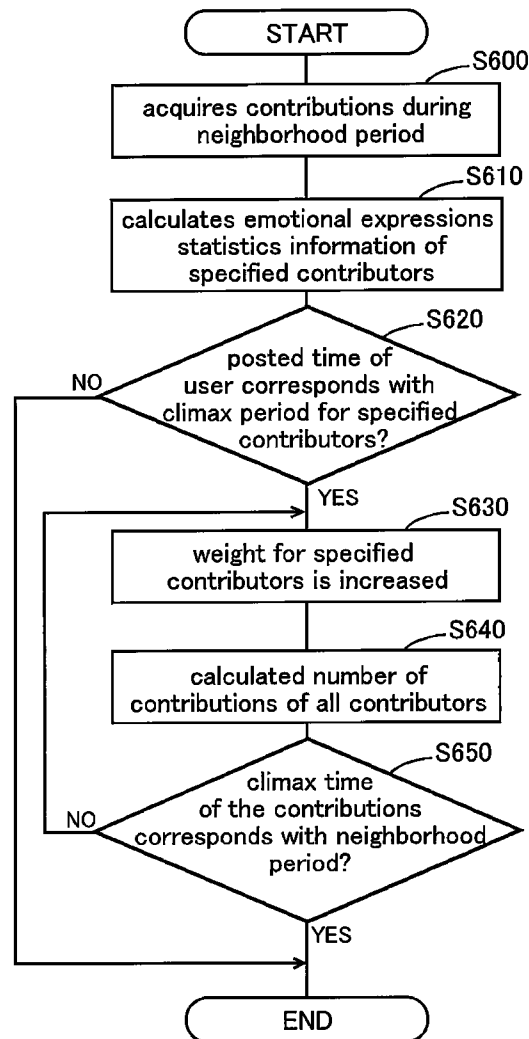 START
S600
acquires contributions during
neighborhood period
S610
calculates emotional expressions
statistics information of
specified contributors
S620
posted time of
user corresponds with
climax period for specified
contributors?
NO
YES
S630
weight for specified
contributors is increased
S640
calculated number of
contributions of all contributors
S650
climax time
of the contributions
corresponds with neighborhood
period?
NO
YES
END